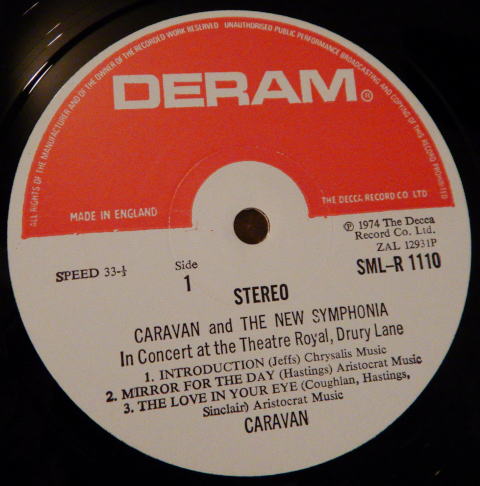 ALL RIGHTS OF THE MANUFACTURER AND OF THE OWNER OF THE RECORDED WORK RESERVED UNAUTHORISED PUBLIC PERFORMANCE BROADCASTING AND COPYING OF THIS RECORD PROHIBITED
DERAM®
THE DECCA RECORD CO LTD
MADE IN ENGLAND
℗ 1974 The Decca
Record Co. Ltd.
ZAL 12931P
SPEED 33-⅓
Side
1
STEREO
SML-R 1110
CARAVAN and THE NEW SYMPHONIA
In Concert at the Theatre Royal, Drury Lane
1. INTRODUCTION (Jeffs) Chrysalis Music
2. MIRROR FOR THE DAY (Hastings) Aristocrat Music
3. THE LOVE IN YOUR EYE (Coughlan, Hastings,
Sinclair) Aristocrat Music
CARAVAN